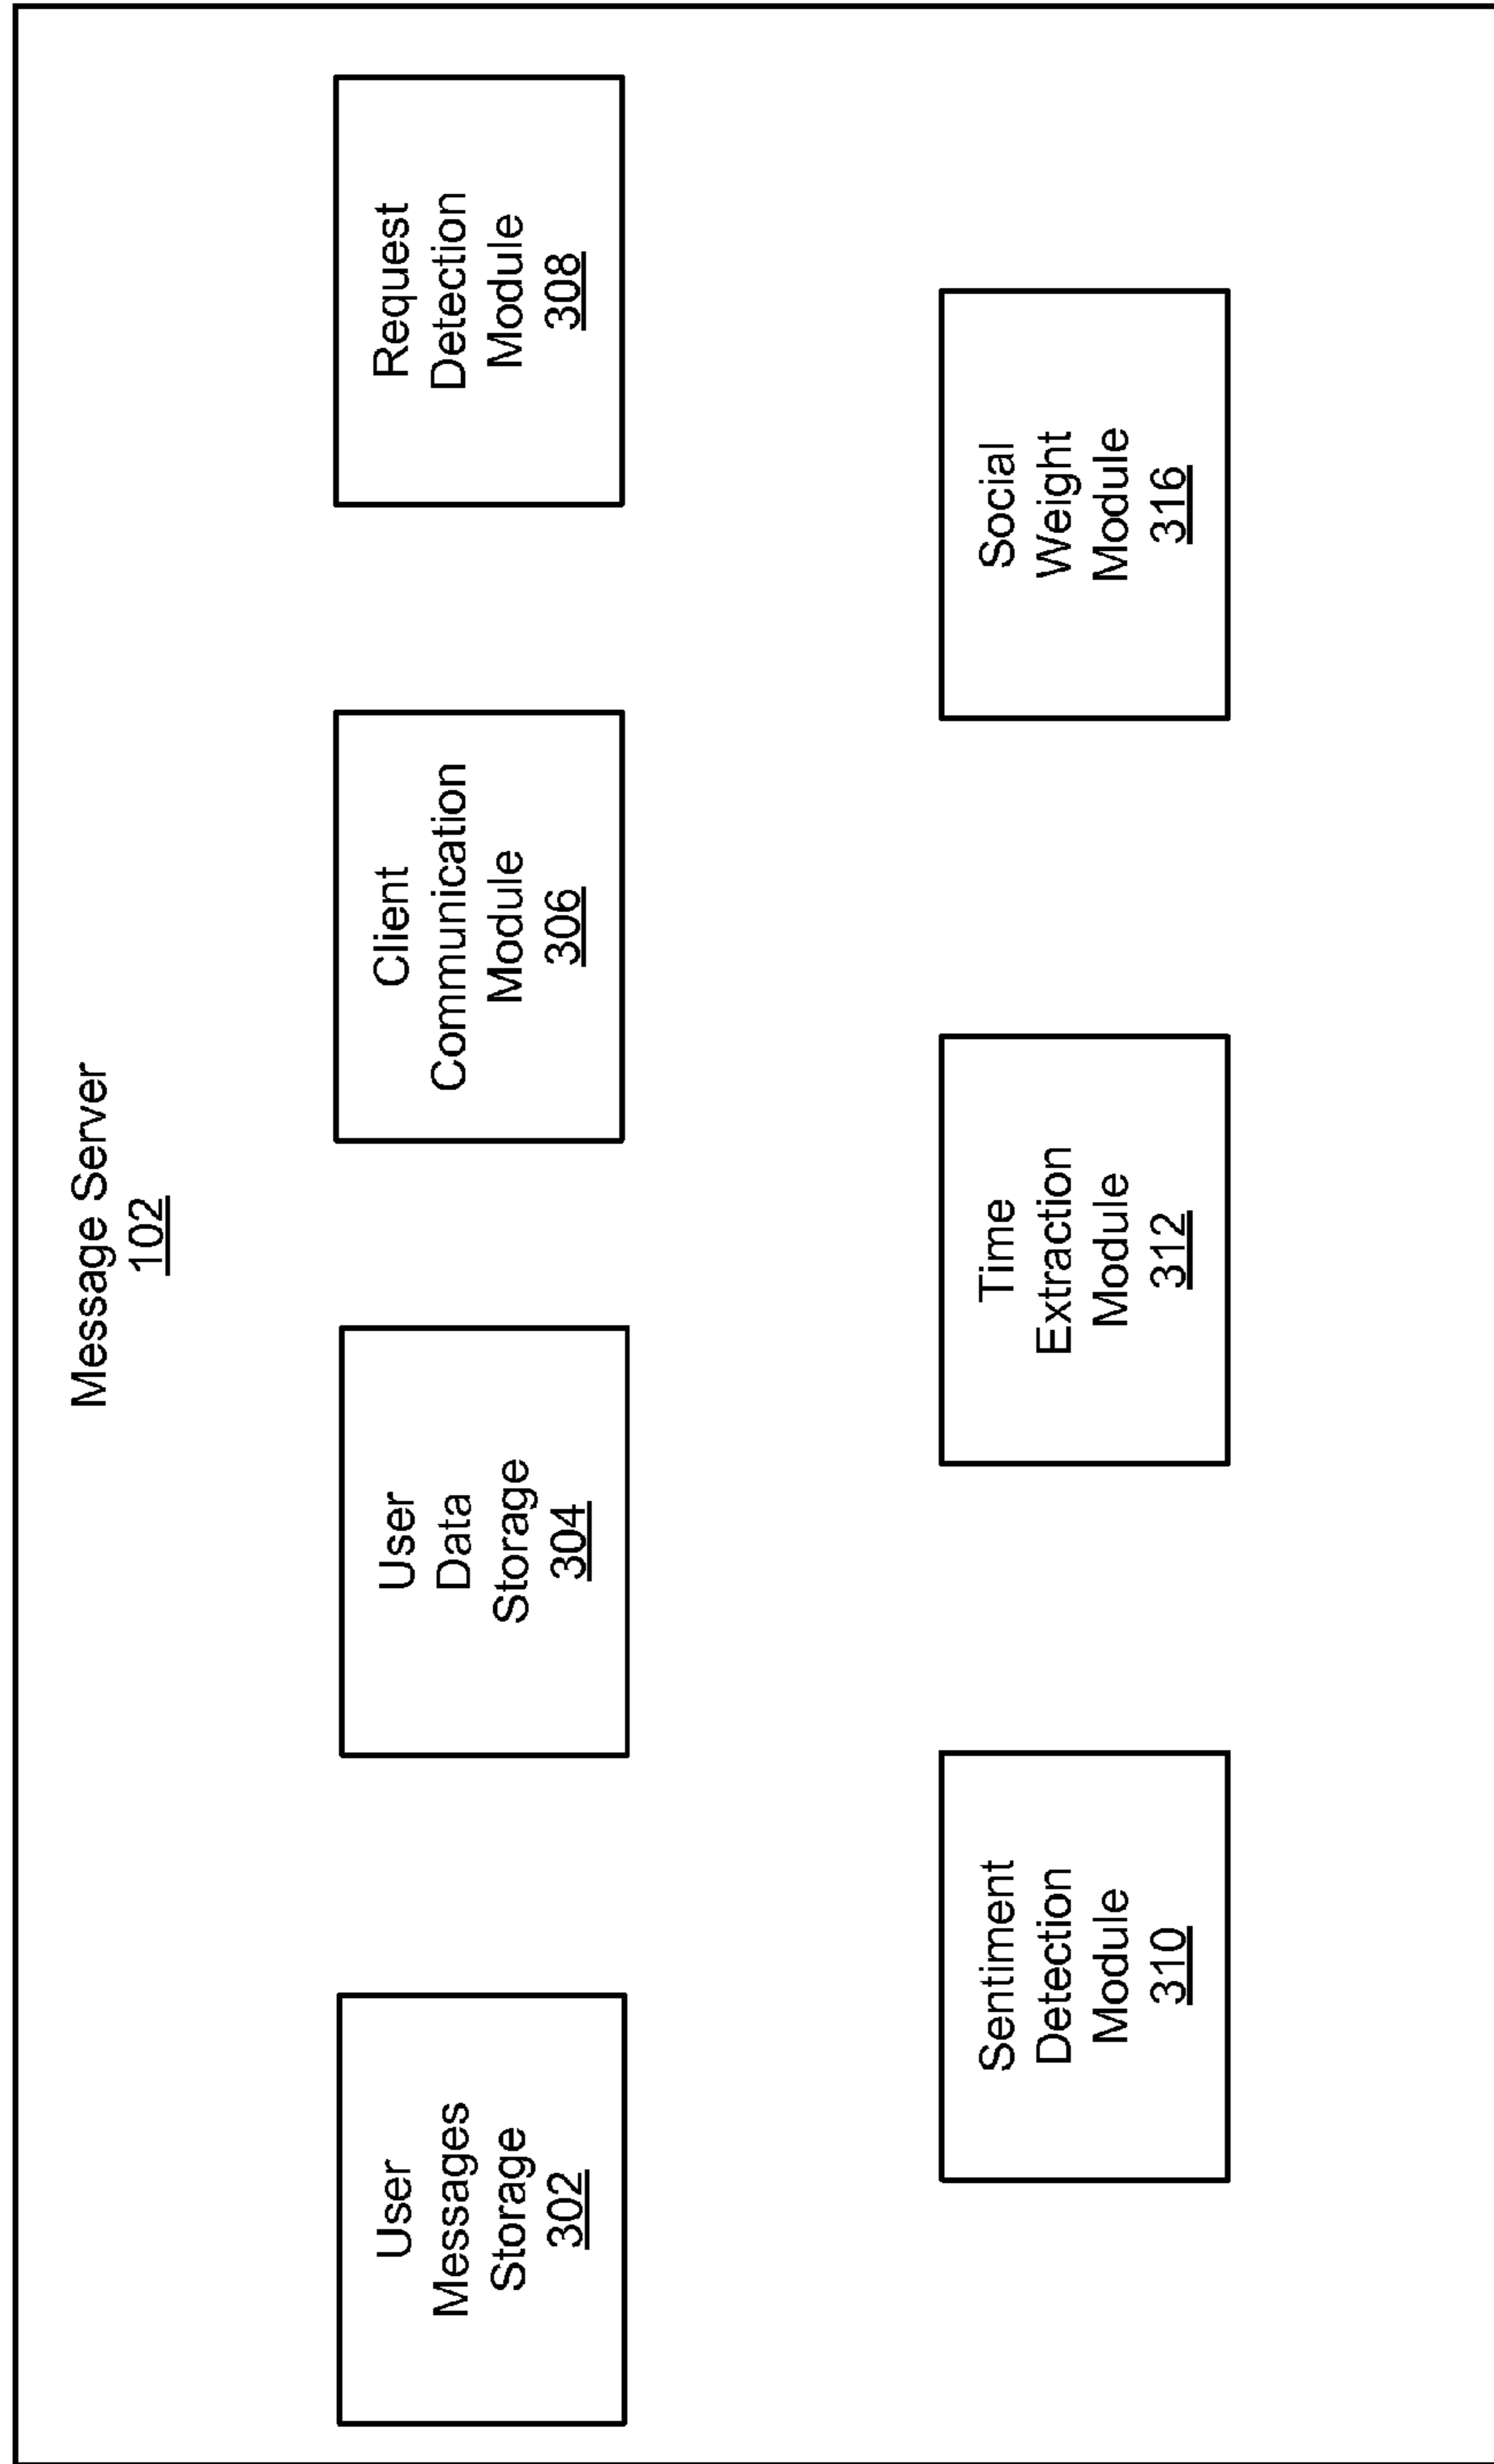 Message Server
102
User
Messages
Storage
302
User
Data
Storage
304
Client
Communication
Module
306
Request
Detection
Module
308
Sentiment
Detection
Module
310
Time
Extraction
Module
312
Social
Weight
Module
316